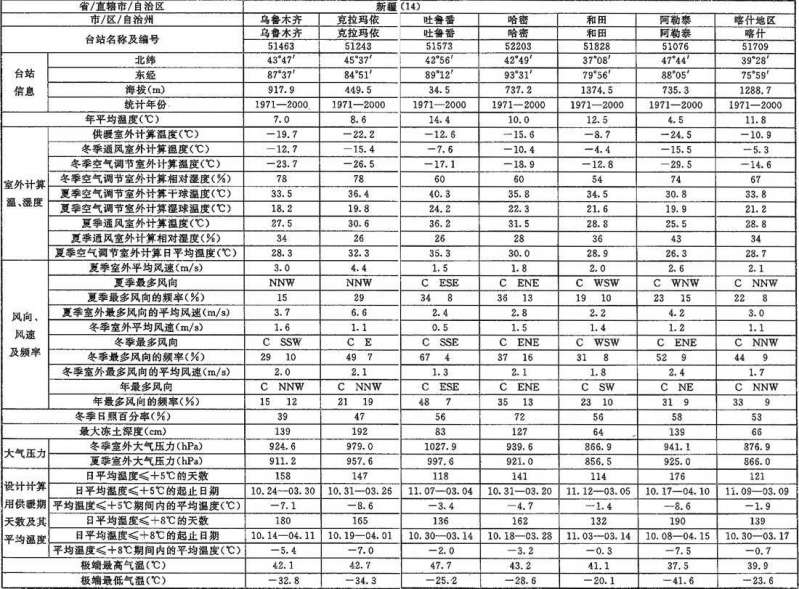 省/直辖市/自治区 新疆(14)
市/区/自治州 乌鲁木齐 克拉玛依 吐鲁番 哈密 和田 阿勒泰 喀什地区
台站名称及编号 乌鲁木齐 克拉玛依 吐鲁番 哈密 和田 阿勒泰 喀什
51463 51243 51573 52203 51828 51076 51709
台站信息 北纬 43°47′ 45°37′ 42°56′ 42°49′ 37°08′ 47°44′ 39°28′
东经 87°37′ 84°51′ 89°12′ 93°31′ 79°56′ 88°05′ 75°59′
海拔(m) 917.9 449.5 34.5 737.2 1374.5 735.3 1288.7
统计年份 1971—2000 1971—2000 1971—2000 1971—2000 1971—2000 1971—2000 1971—2000
年平均温度(℃) 7.0 8.6 14.4 10.0 12.5 4.5 11.8
室外计算温、湿度 供暖室外计算温度(℃) −19.7 −22.2 −12.6 −15.6 −8.7 −24.5 −10.9
冬季通风室外计算温度(℃) −12.7 −15.4 −7.6 −10.4 −4.4 −15.5 −5.3
冬季空气调节室外计算温度(℃) −23.7 −26.5 −17.1 −18.9 −12.8 −29.5 −14.6
冬季空气调节室外计算相对湿度(%) 78 78 60 60 54 74 67
夏季空气调节室外计算干球温度(℃) 33.5 36.4 40.3 35.8 34.5 30.8 33.8
夏季空气调节室外计算湿球温度(℃) 18.2 19.8 24.2 22.3 21.6 19.9 21.2
夏季通风室外计算温度(℃) 27.5 30.6 36.2 31.5 28.8 25.5 28.8
夏季通风室外计算相对湿度(%) 34 26 26 28 36 43 34
夏季空气调节室外计算日平均温度(℃) 28.3 32.3 35.3 30.0 28.9 26.3 28.7
风向、风速及频率 夏季室外平均风速(m/s) 3.0 4.4 1.5 1.8 2.0 2.6 2.1
夏季最多风向 NNW NNW C ESE C ENE C WSW C WNW C NNW
夏季最多风向的频率(%) 15 29 34 8 36 13 19 10 23 15 22 8
夏季室外最多风向的平均风速(m/s) 3.7 6.6 2.4 2.8 2.2 4.2 3.0
冬季室外平均风速(m/s) 1.6 1.1 0.5 1.5 1.4 1.2 1.1
冬季最多风向 C SSW C E C SSE C ENE C WSW C ENE C NNW
冬季最多风向的频率(%) 29 10 49 7 67 4 37 16 31 8 52 9 44 9
冬季室外最多风向的平均风速(m/s) 2.0 2.1 1.3 2.1 1.8 2.4 1.7
年最多风向 C NNW C NNW C ESE C ENE C SW C NE C NNW
年最多风向的频率(%) 15 12 21 19 48 7 35 13 23 10 31 9 33 9
冬季日照百分率(%) 39 47 56 72 56 58 53
最大冻土深度(cm) 139 192 83 127 64 139 66
大气压力 冬季室外大气压力(hPa) 924.6 979.0 1027.9 939.6 866.9 941.1 876.9
夏季室外大气压力(hPa) 911.2 957.6 997.6 921.0 856.5 925.0 866.0
设计计算用供暖期天数及其平均温度 日平均温度≤+5℃的天数 158 147 118 141 114 176 121
日平均温度≤+5℃的起止日期 10.24—03.30 10.31—03.26 11.07—03.04 10.31—03.20 11.12—03.05 10.17—04.10 11.09—03.09
平均温度≤+5℃期间内的平均温度(℃) −7.1 −8.6 −3.4 −4.7 −1.4 −8.6 −1.9
日平均温度≤+8℃的天数 180 165 136 162 132 190 139
日平均温度≤+8℃的起止日期 10.14—04.11 10.19—04.01 10.30—03.14 10.18—03.28 11.03—03.14 10.08—04.15 10.30—03.17
平均温度≤+8℃期间内的平均温度(℃) −5.4 −7.0 −2.0 −3.2 −0.3 −7.5 −0.7
极端最高气温(℃) 42.1 42.7 47.7 43.2 41.1 37.5 39.9
极端最低气温(℃) −32.8 −34.3 −25.2 −28.6 −20.1 −41.6 −23.6